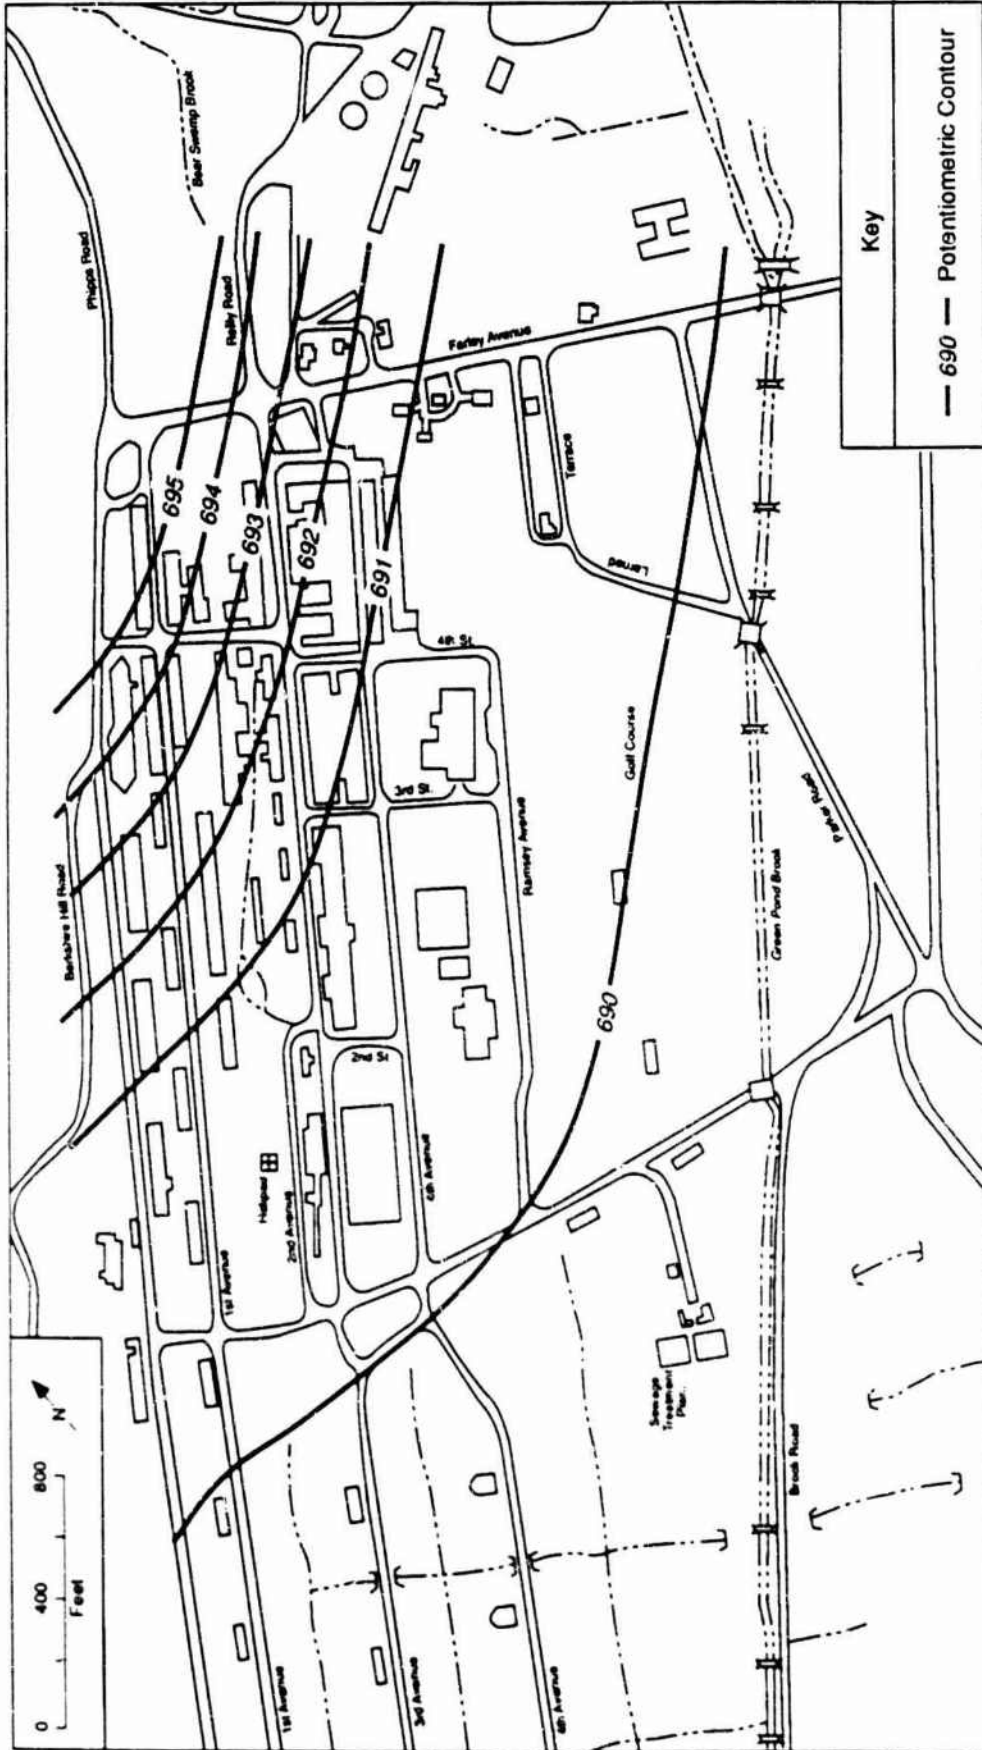 Phipps Road
Bear Swamp Brook
Reilly Road
Farley Avenue
695
694
693
692
691
Terrace
Larned
4th St.
Berkshire Hill Road
3rd St.
Golf Course
Ramsey Avenue
Parker Road
Green Pond Brook
690
2nd St
Helipad
2nd Avenue
6th Avenue
1st Avenue
Sewage
Treatment
Brook Road
1st Avenue
3rd Avenue
6th Avenue
0 400 800
Feet
N
Key
— 690 — Potentiometric Contour